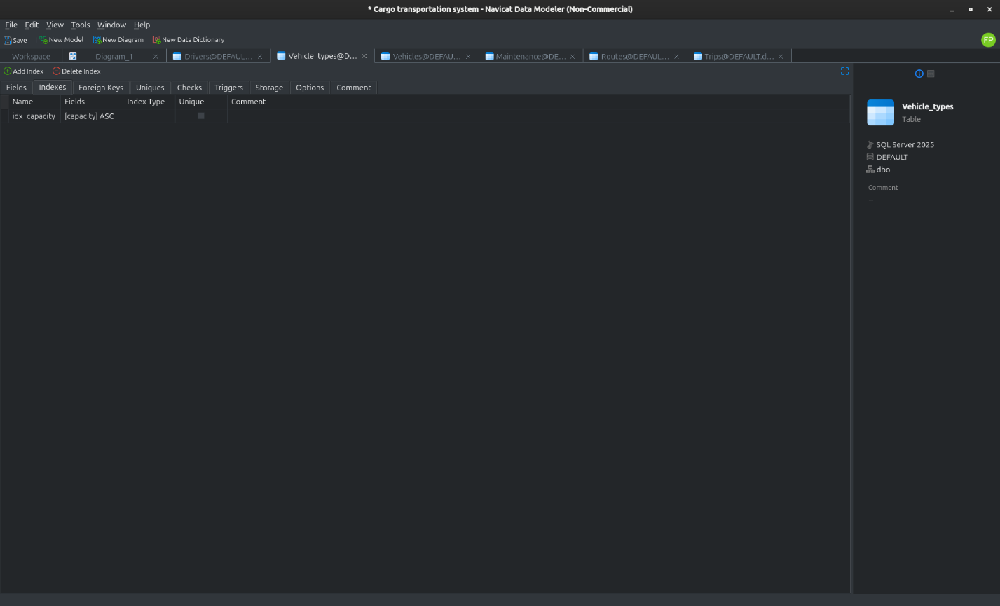 * Cargo transportation system - Navicat Data Modeler (Non-Commercial)
File Edit View Tools Window Help
Save New Model New Diagram New Data Dictionary FP
Workspace Diagram_1 Drivers@DEFAUL... Vehicle_types@D... Vehicles@DEFAU... Maintenance@DE... Routes@DEFAULT.... Trips@DEFAULT.d...
Add Index Delete Index
Fields Indexes Foreign Keys Uniques Checks Triggers Storage Options Comment
Name Fields Index Type Unique Comment
idx_capacity [capacity] ASC
Vehicle_types
Table
SQL Server 2025
DEFAULT
dbo
Comment
--